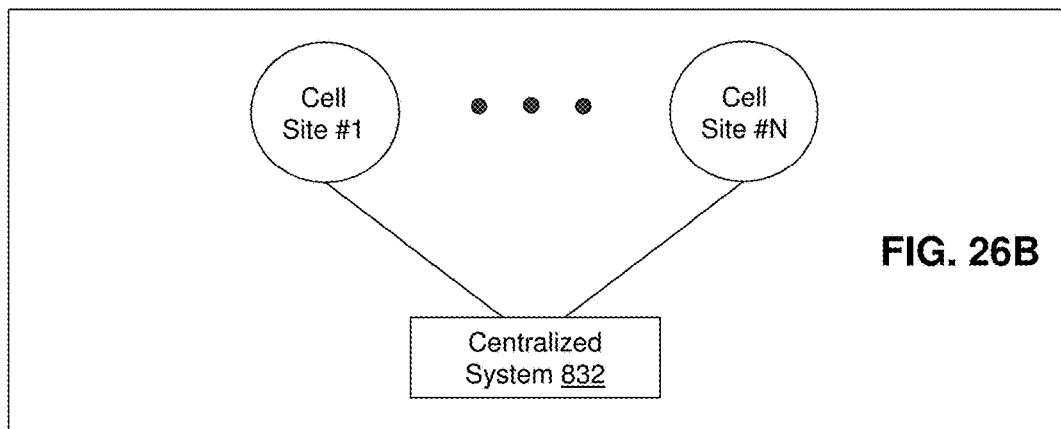 Cell
Site #1
Cell
Site #N
FIG. 26B
Centralized
System 832